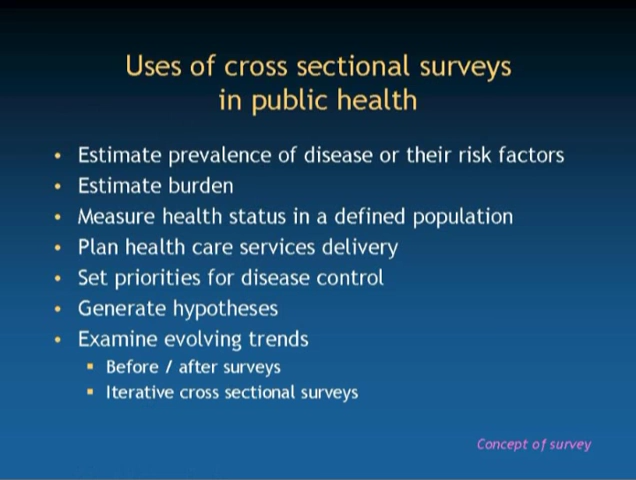 Uses of cross sectional surveys
in public health
• Estimate prevalence of disease or their risk factors
• Estimate burden
• Measure health status in a defined population
• Plan health care services delivery
• Set priorities for disease control
• Generate hypotheses
• Examine evolving trends
▪ Before / after surveys
▪ Iterative cross sectional surveys
Concept of survey